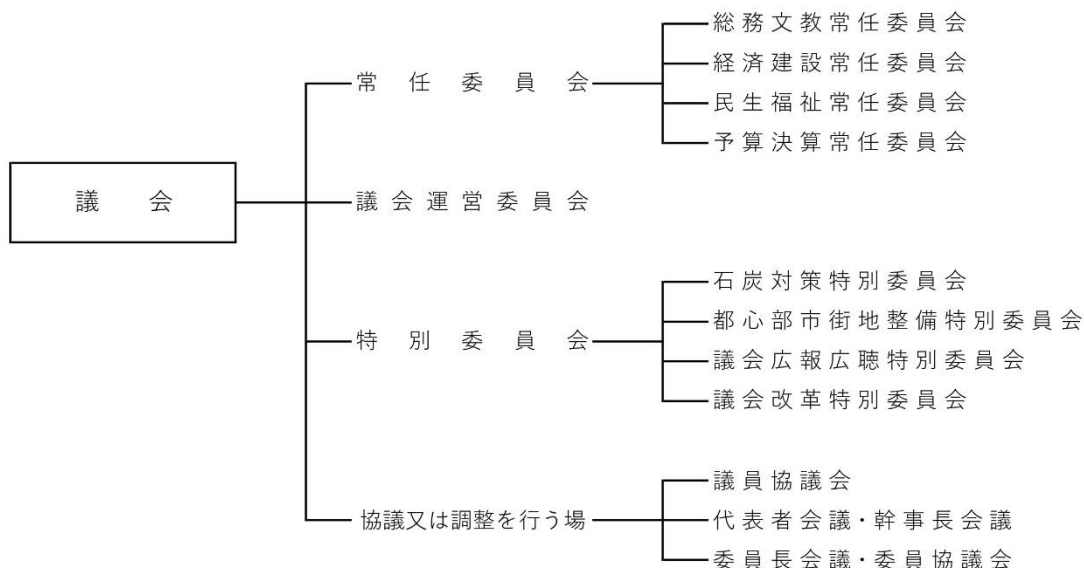 議会
常任委員会
総務文教常任委員会
経済建設常任委員会
民生福祉常任委員会
予算決算常任委員会
議会運営委員会
特別委員会
石炭対策特別委員会
都心部市街地整備特別委員会
議会広報広聴特別委員会
議会改革特別委員会
協議又は調整を行う場
議員協議会
代表者会議・幹事長会議
委員長会議・委員協議会